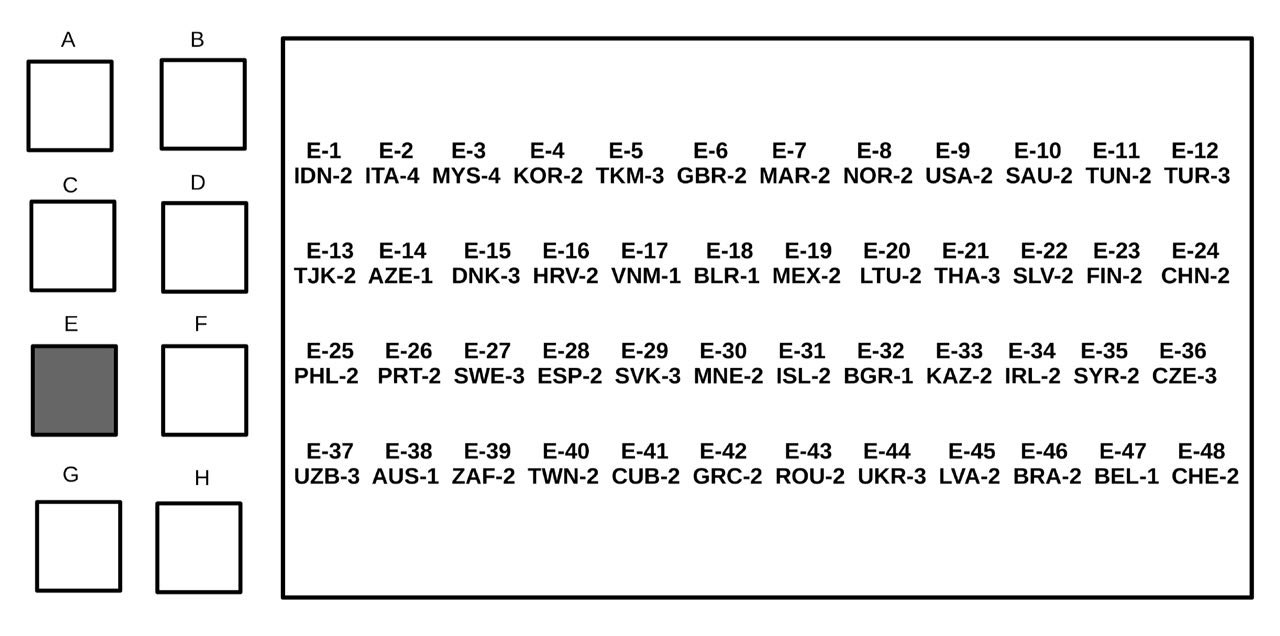 A B
C D
E F
G H
E-1 E-2 E-3 E-4 E-5 E-6 E-7 E-8 E-9 E-10 E-11 E-12
IDN-2 ITA-4 MYS-4 KOR-2 TKM-3 GBR-2 MAR-2 NOR-2 USA-2 SAU-2 TUN-2 TUR-3
E-13 E-14 E-15 E-16 E-17 E-18 E-19 E-20 E-21 E-22 E-23 E-24
TJK-2 AZE-1 DNK-3 HRV-2 VNM-1 BLR-1 MEX-2 LTU-2 THA-3 SLV-2 FIN-2 CHN-2
E-25 E-26 E-27 E-28 E-29 E-30 E-31 E-32 E-33 E-34 E-35 E-36
PHL-2 PRT-2 SWE-3 ESP-2 SVK-3 MNE-2 ISL-2 BGR-1 KAZ-2 IRL-2 SYR-2 CZE-3
E-37 E-38 E-39 E-40 E-41 E-42 E-43 E-44 E-45 E-46 E-47 E-48
UZB-3 AUS-1 ZAF-2 TWN-2 CUB-2 GRC-2 ROU-2 UKR-3 LVA-2 BRA-2 BEL-1 CHE-2